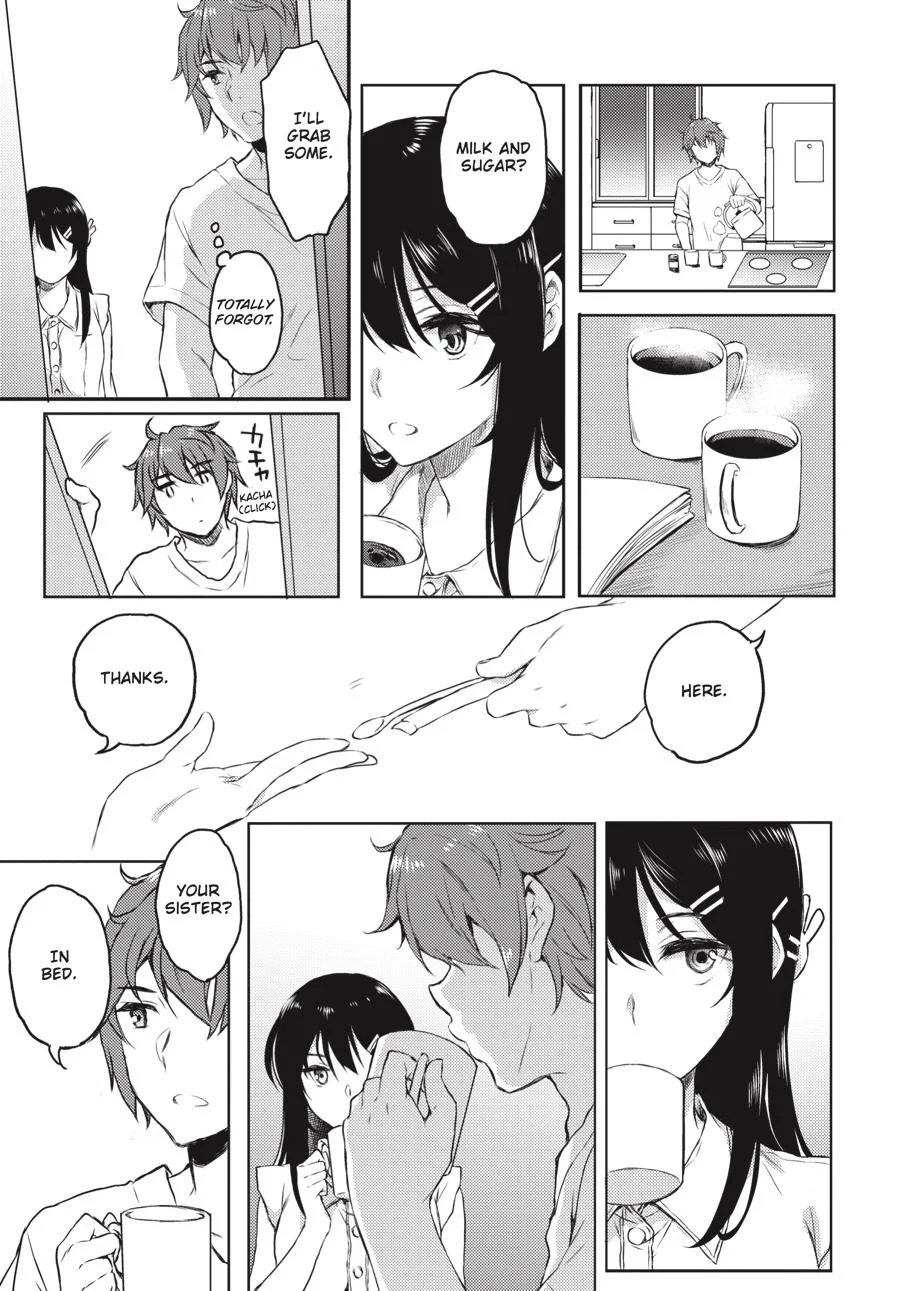 MILK AND
SUGAR?
I'LL
GRAB
SOME.
TOTALLY
FORGOT.
カチャ
KACHA
(CLICK)
HERE.
THANKS.
YOUR
SISTER?
IN
BED.